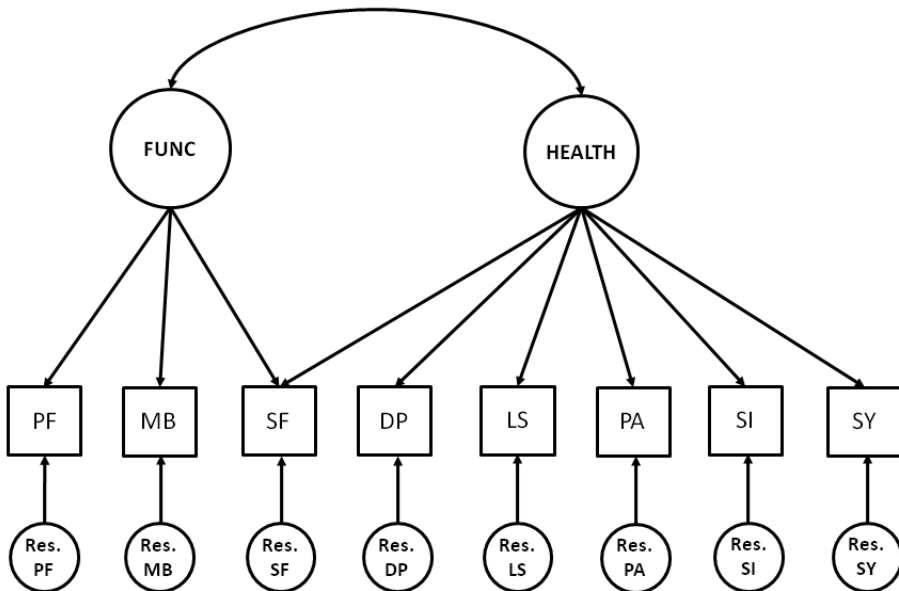 FUNC
HEALTH
PF
MB
SF
DP
LS
PA
SI
SY
Res.
PF
Res.
MB
Res.
SF
Res.
DP
Res.
LS
Res.
PA
Res.
SI
Res.
SY